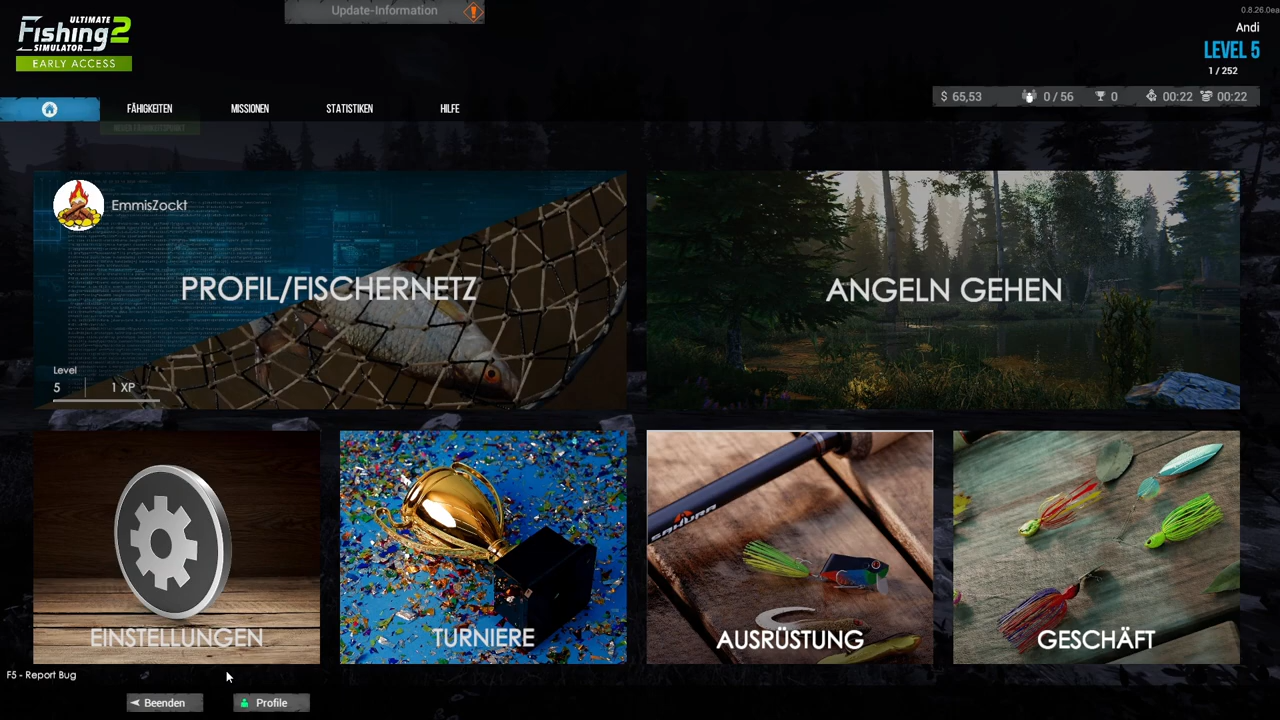 Update-Information
0.8.26.0ea
ULTIMATE
Fishing 2
SIMULATOR
EARLY ACCESS
Andi
LEVEL 5
1 / 252
FÄHIGKEITEN
MISSIONEN
STATISTIKEN
HILFE
$ 65,53
0 / 56
0
00:22
00:22
EmmisZockt
PROFIL/FISCHERNETZ
ANGELN GEHEN
Level
5
1 XP
SAKURA
EINSTELLUNGEN
TURNIERE
AUSRÜSTUNG
GESCHÄFT
F5 - Report Bug
Beenden
Profile